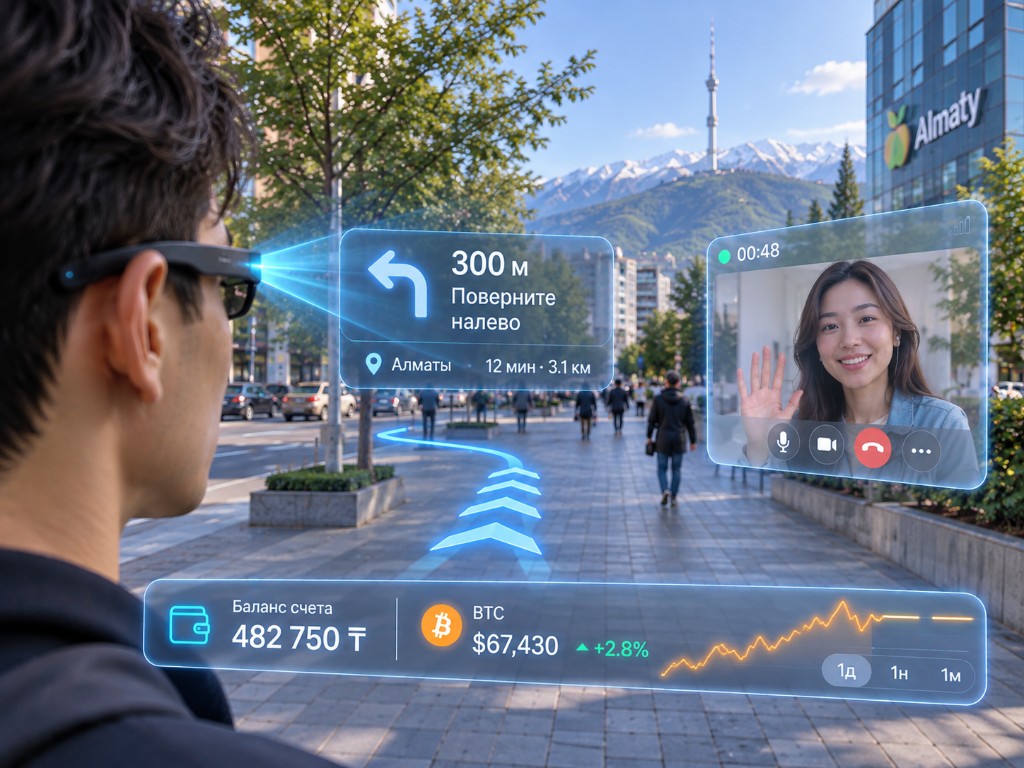 Almaty
300 м
Поверните
налево
Алматы 12 мин · 3.1 км
00:48
Баланс счета
482 750 ₸
BTC
$67,430 +2.8%
1д 1н 1м